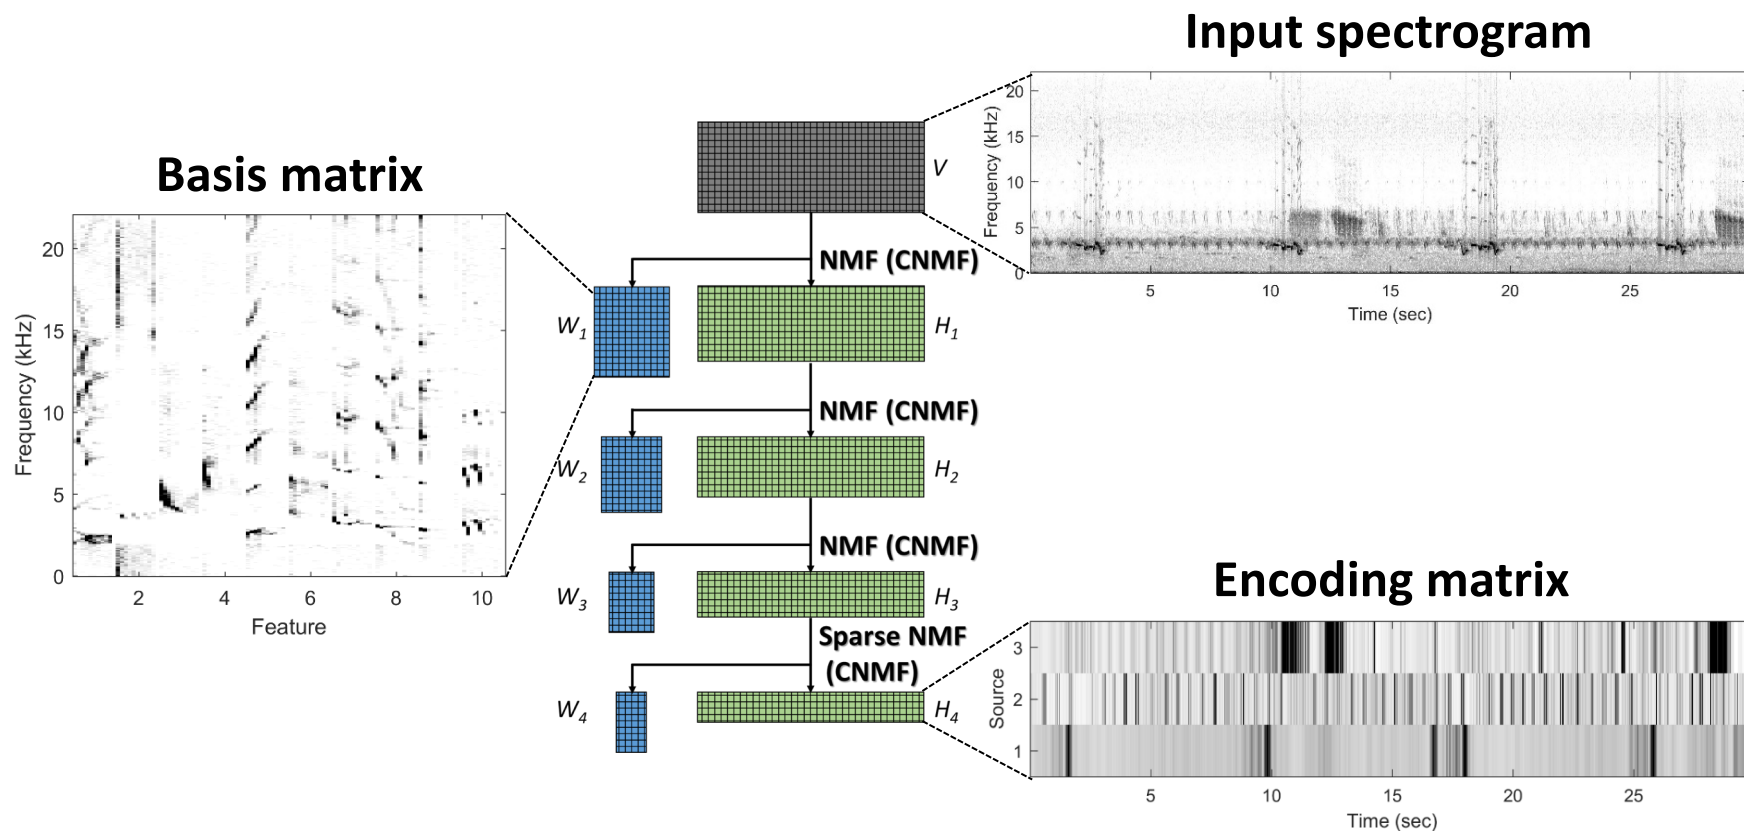 Input spectrogram
Basis matrix
V
20
15
10
5
0
Frequency (kHz)
5
10
15
20
25
Time (sec)
NMF (CNMF)
W1
H1
20
15
10
5
0
Frequency (kHz)
2
4
6
8
10
Feature
NMF (CNMF)
W2
H2
NMF (CNMF)
W3
H3
Sparse NMF
(CNMF)
W4
H4
Encoding matrix
3
2
1
Source
5
10
15
20
25
Time (sec)